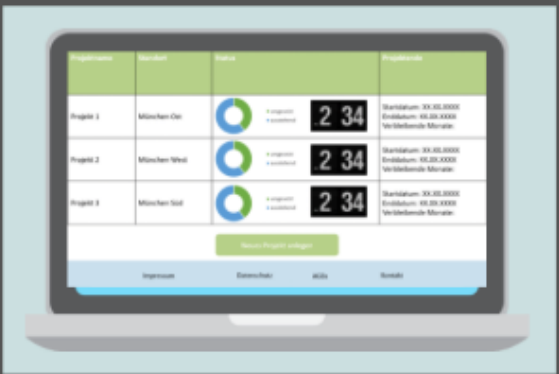 Projektname Standort Status Projektende
Projekt 1 München Ost
2 34
Startdatum: XX.XX.XXXX
Enddatum: XX.XX.XXXX
Verbleibende Monate:
Projekt 2 München West
2 34
Startdatum: XX.XX.XXXX
Enddatum: XX.XX.XXXX
Verbleibende Monate:
Projekt 3 München Süd
2 34
Startdatum: XX.XX.XXXX
Enddatum: XX.XX.XXXX
Verbleibende Monate:
Neues Projekt anlegen
Impressum Datenschutz AGBs Kontakt